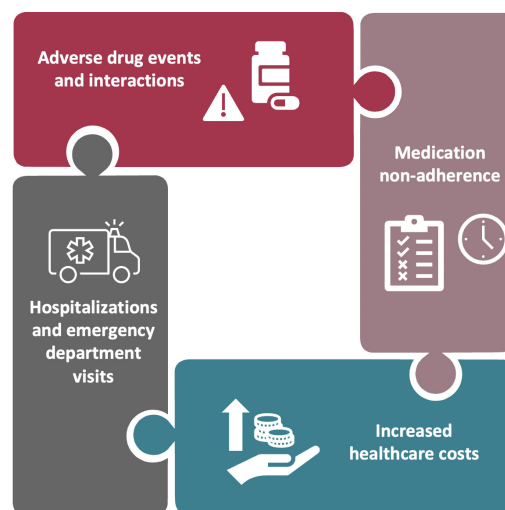 Adverse drug events
and interactions
Medication
non-adherence
Hospitalizations
and emergency
department
visits
Increased
healthcare costs